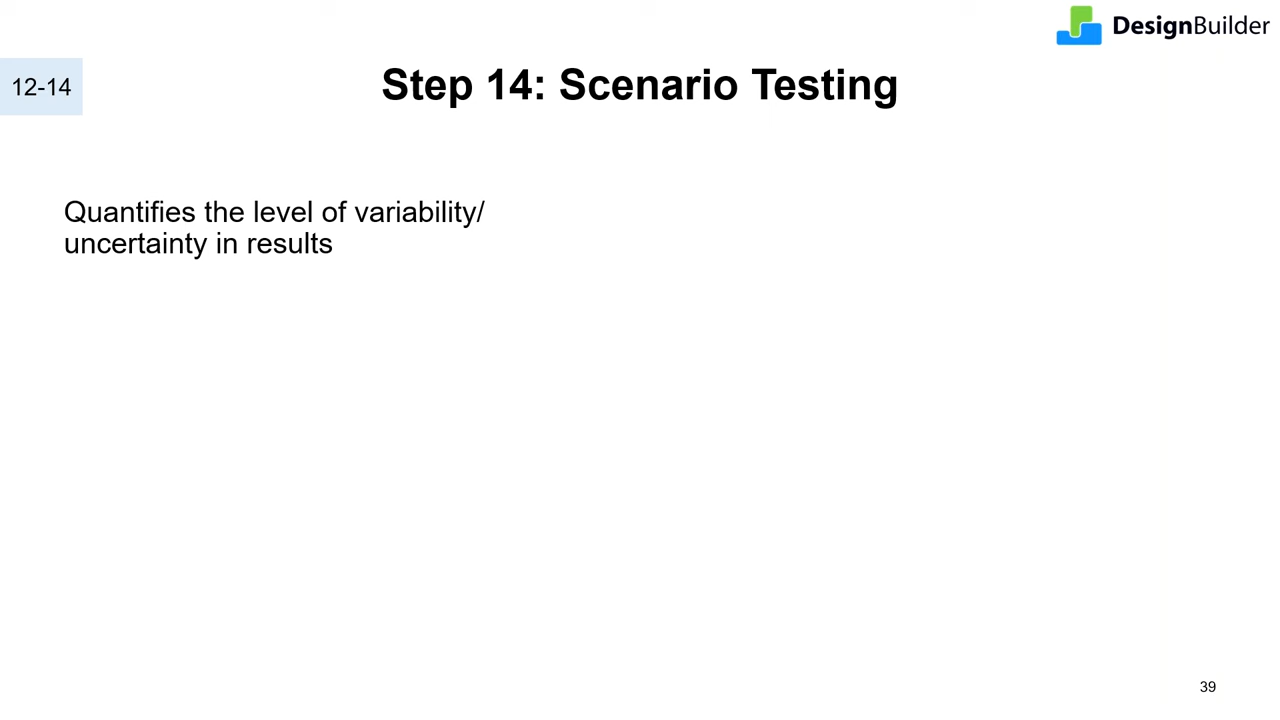 DesignBuilder
12-14
Step 14: Scenario Testing
Quantifies the level of variability/
uncertainty in results
39